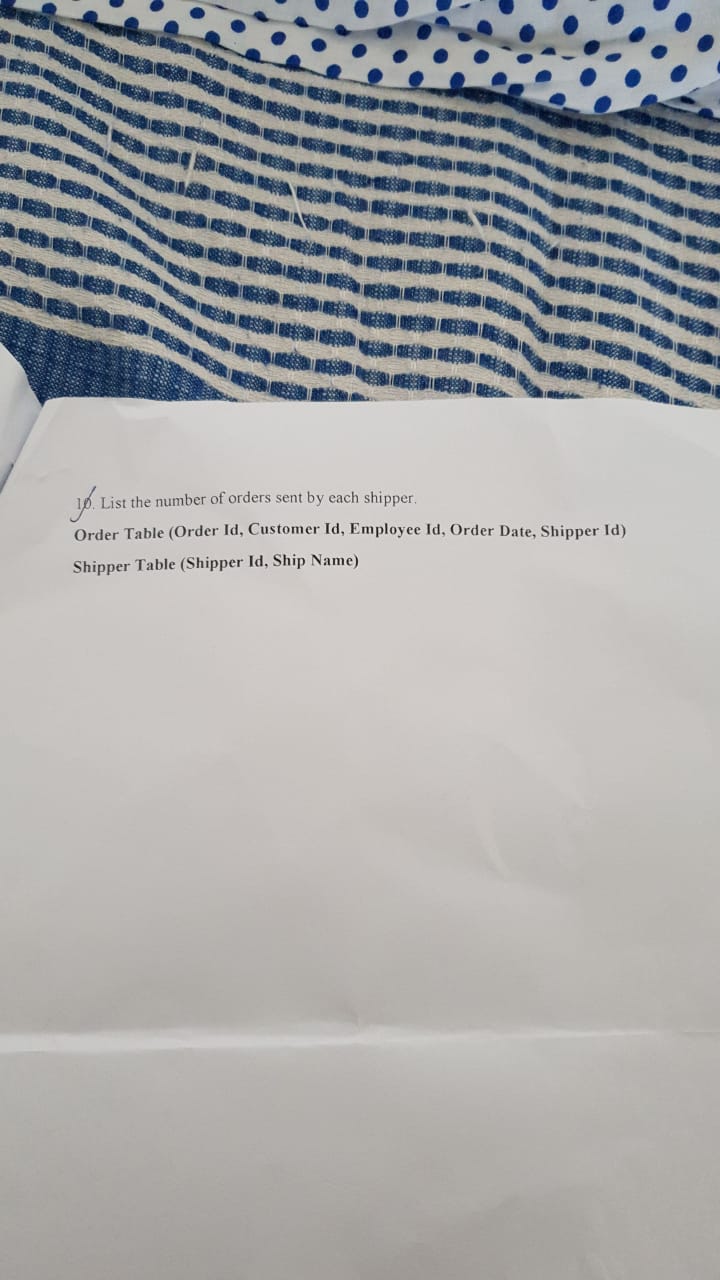 10. List the number of orders sent by each shipper.
Order Table (Order Id, Customer Id, Employee Id, Order Date, Shipper Id)
Shipper Table (Shipper Id, Ship Name)